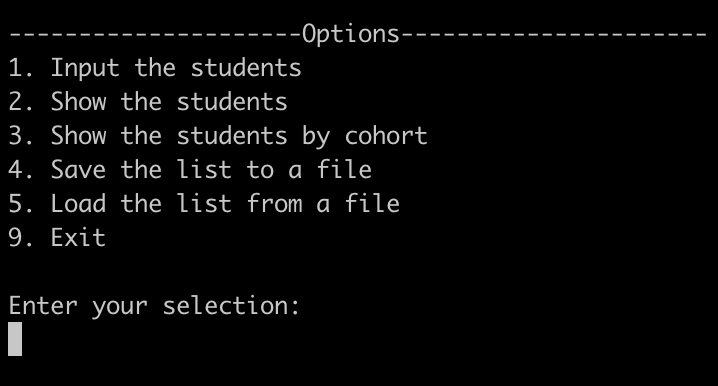 ---------------------Options----------------------
1. Input the students
2. Show the students
3. Show the students by cohort
4. Save the list to a file
5. Load the list from a file
9. Exit
Enter your selection: